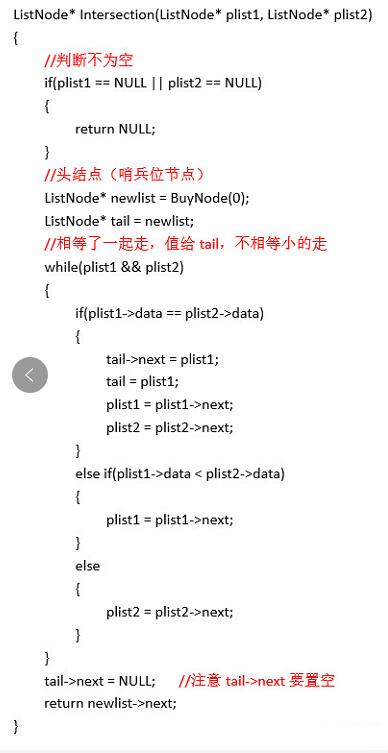 ListNode* Intersection(ListNode* plist1, ListNode* plist2)
{
//判断不为空
if(plist1 == NULL || plist2 == NULL)
{
return NULL;
}
//头结点（哨兵位节点）
ListNode* newlist = BuyNode(0);
ListNode* tail = newlist;
//相等了一起走，值给 tail，不相等小的走
while(plist1 && plist2)
{
if(plist1->data == plist2->data)
{
tail->next = plist1;
tail = plist1;
plist1 = plist1->next;
plist2 = plist2->next;
}
else if(plist1->data < plist2->data)
{
plist1 = plist1->next;
}
else
{
plist2 = plist2->next;
}
}
tail->next = NULL; //注意 tail->next 要置空
return newlist->next;
}